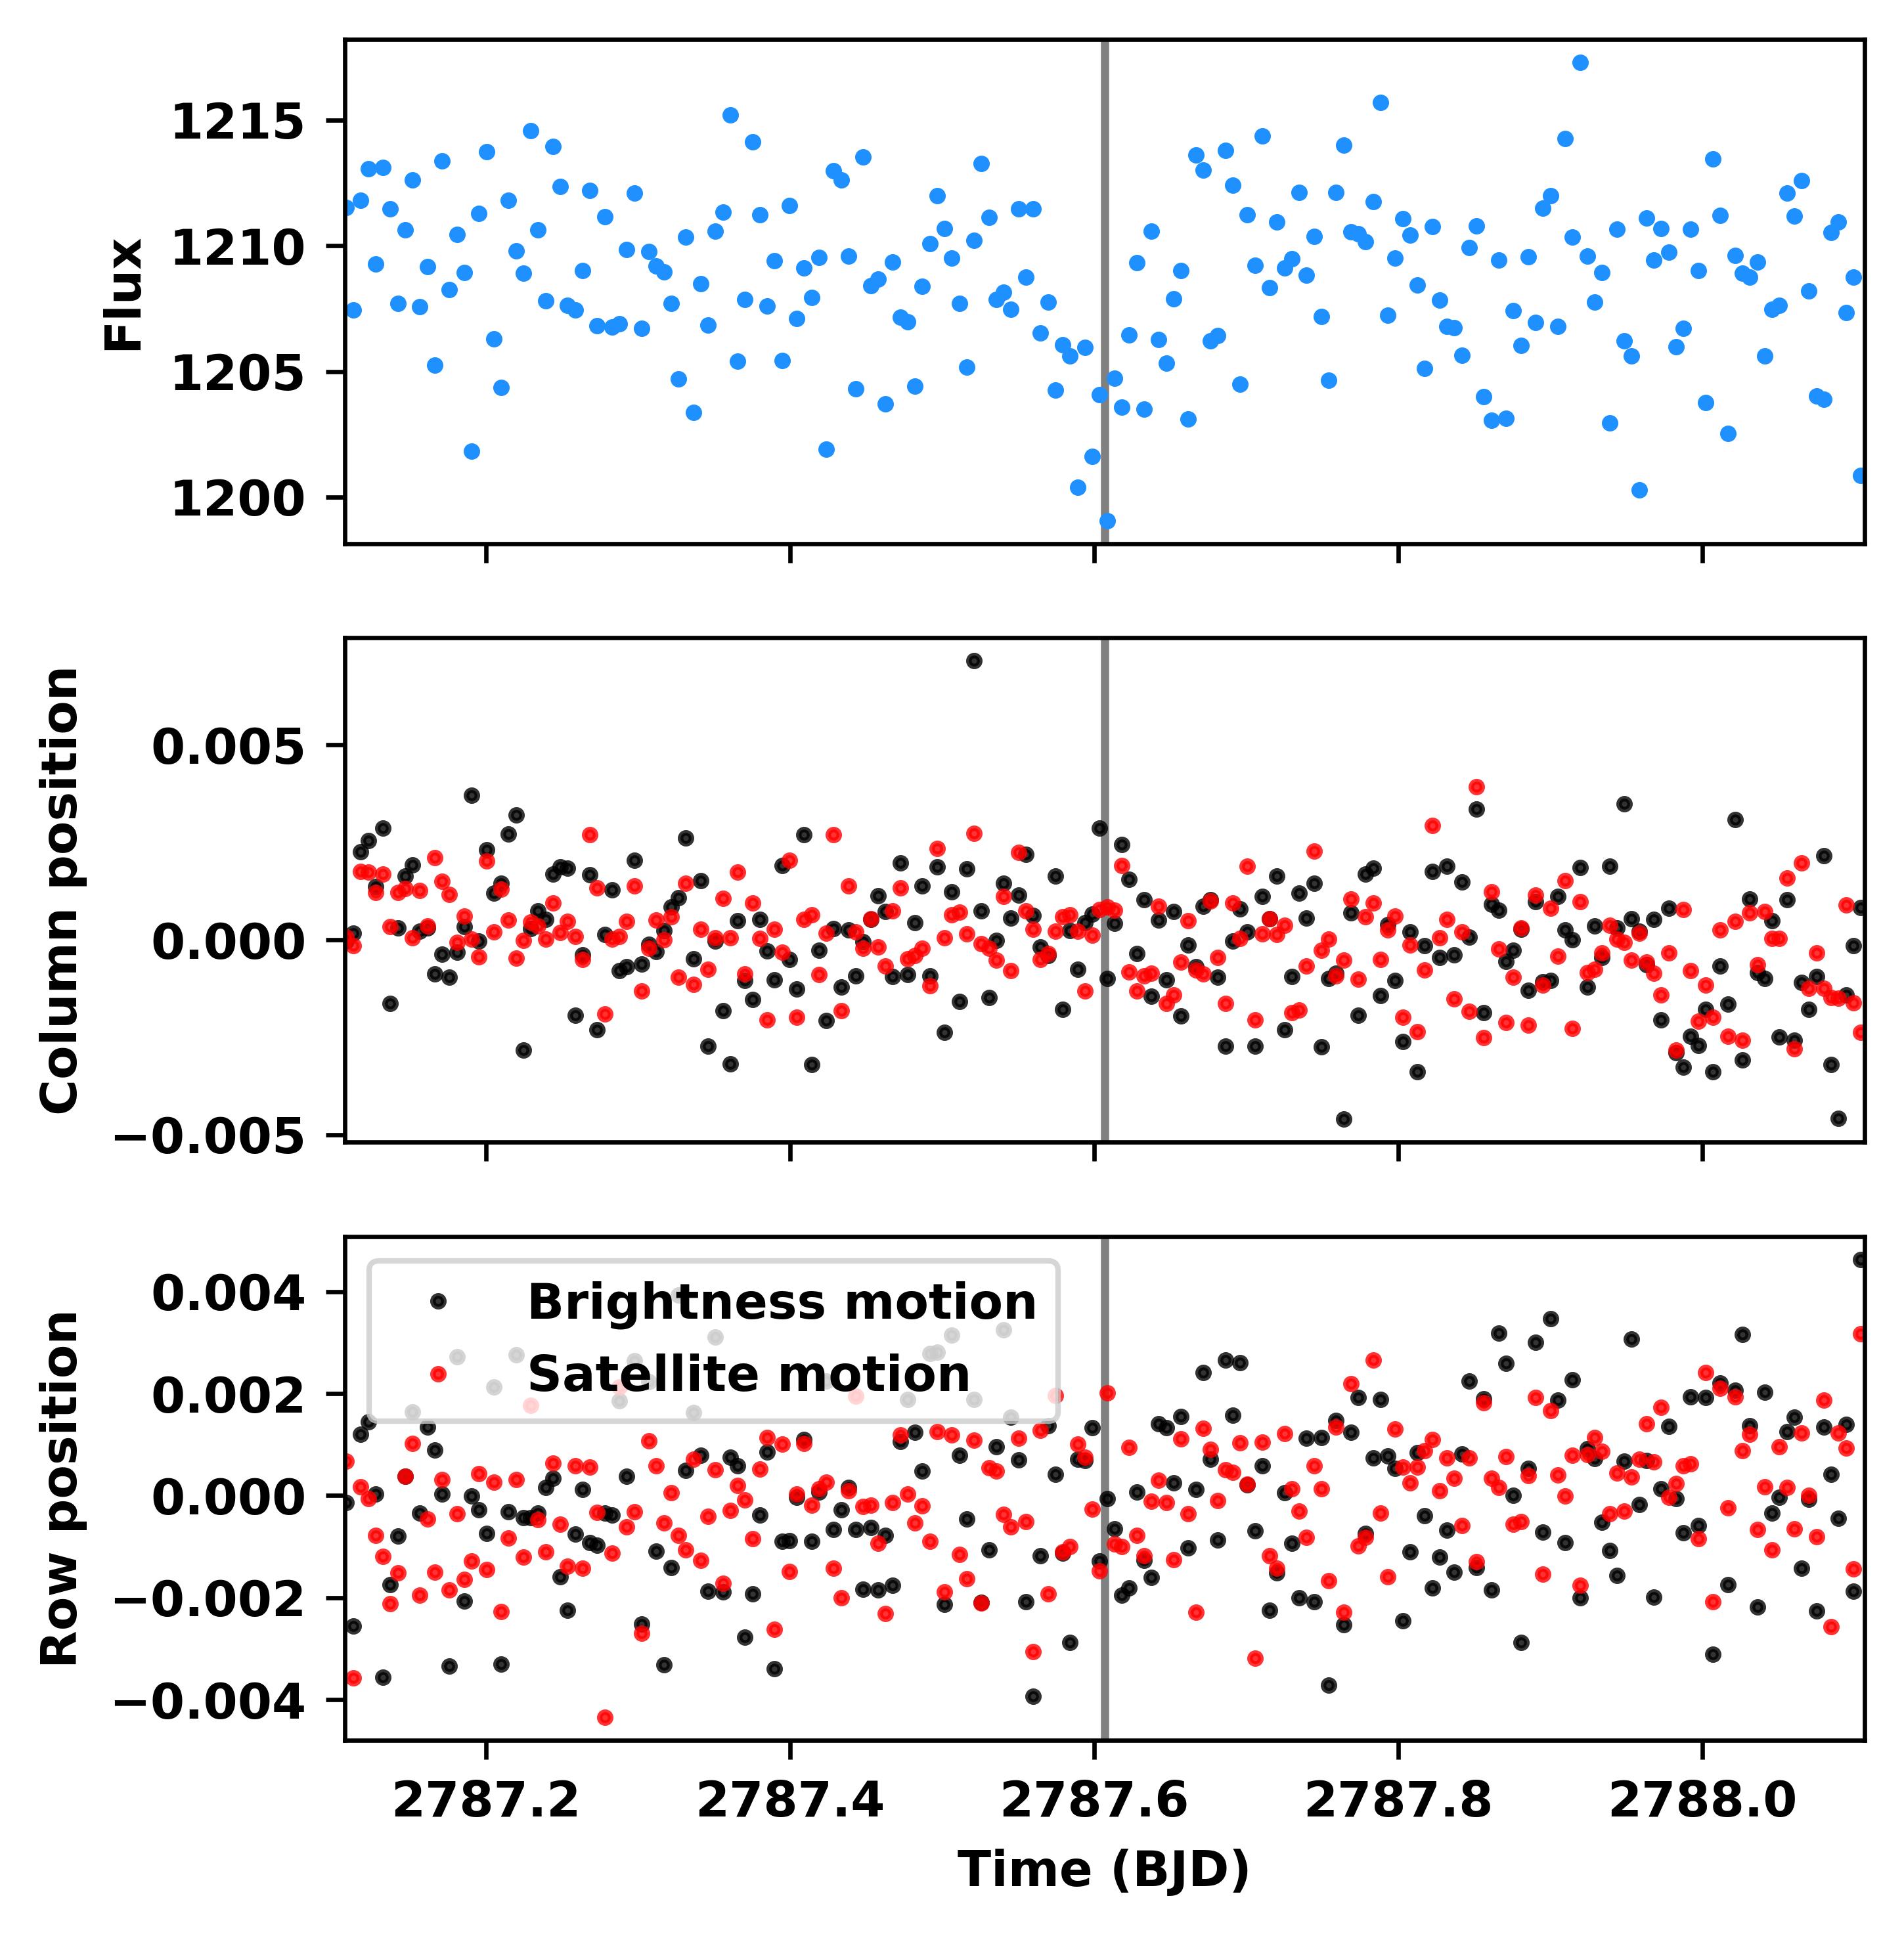 Flux
1215
1210
1205
1200
Column position
0.005
0.000
−0.005
Row position
0.004
0.002
0.000
−0.002
−0.004
Brightness motion
Satellite motion
2787.2 2787.4 2787.6 2787.8 2788.0
Time (BJD)